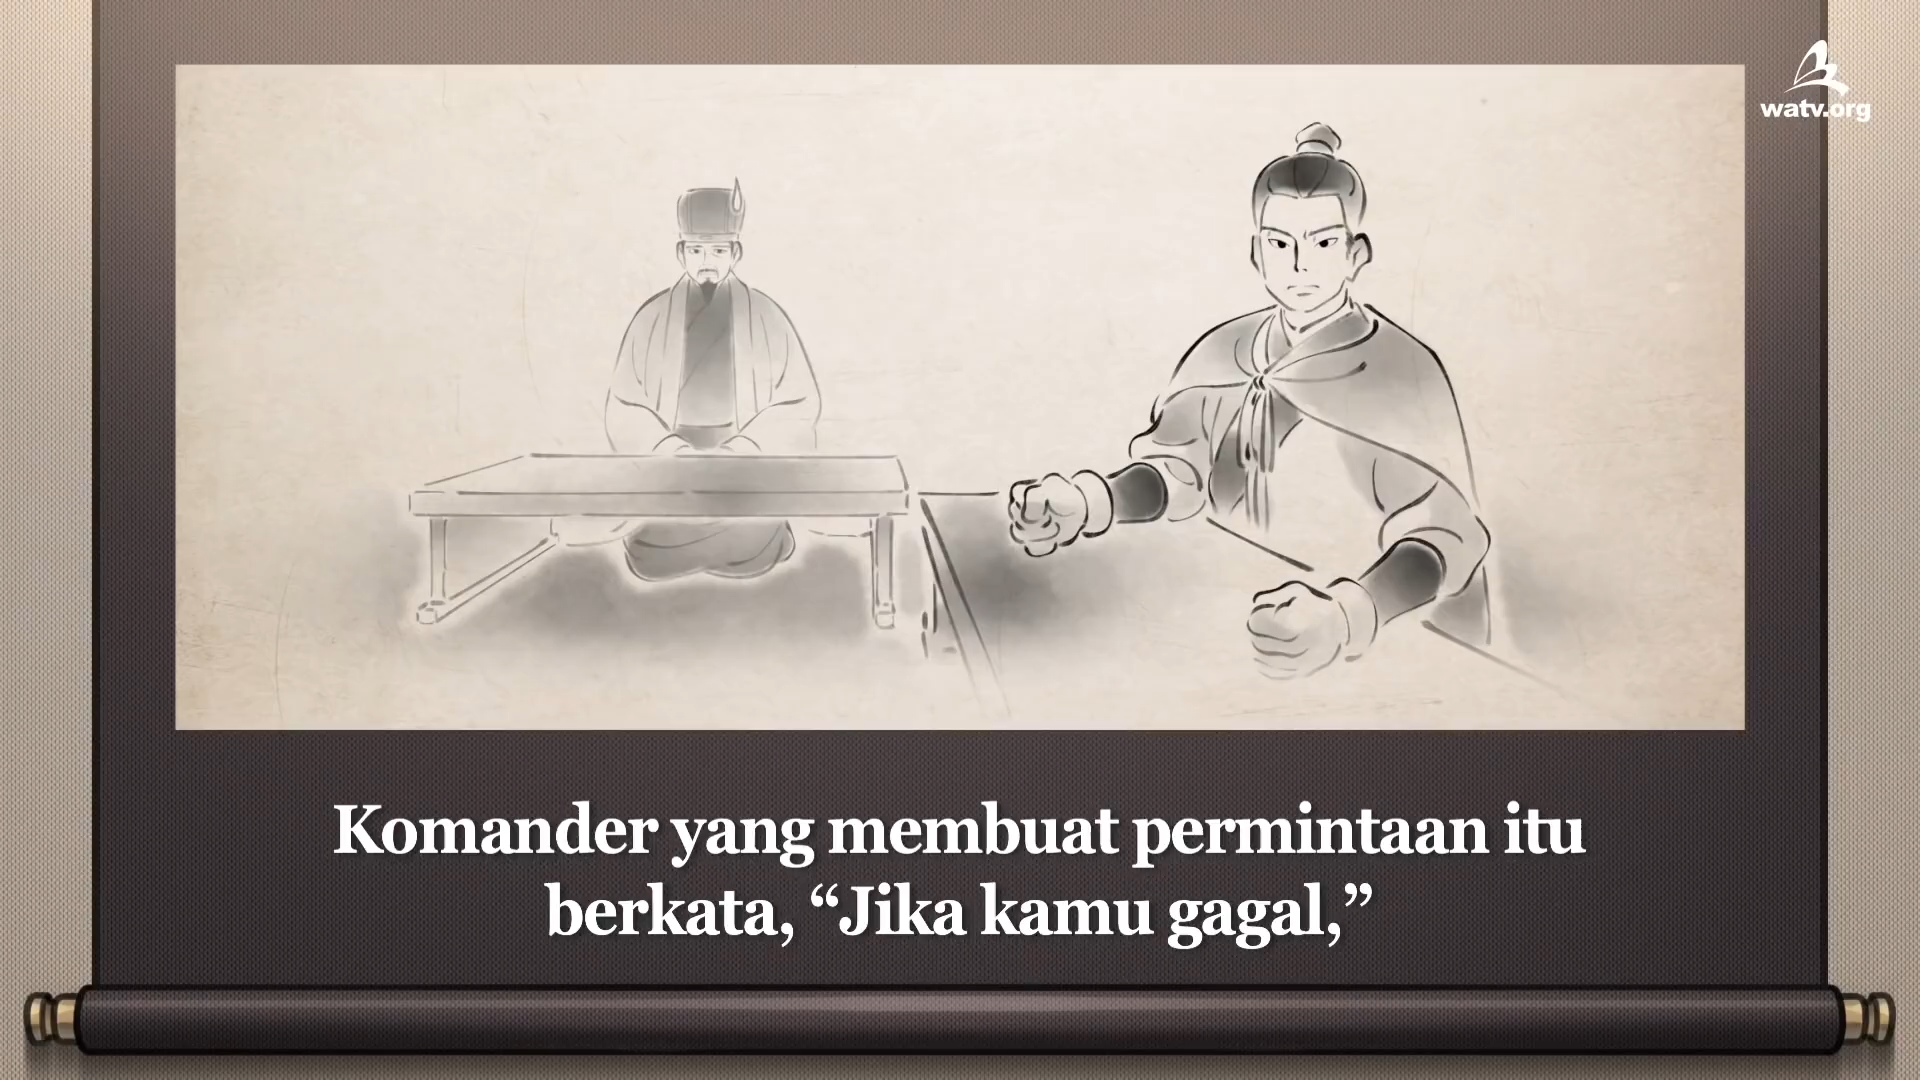 watv.org
Komander yang membuat permintaan itu
berkata, “Jika kamu gagal,”